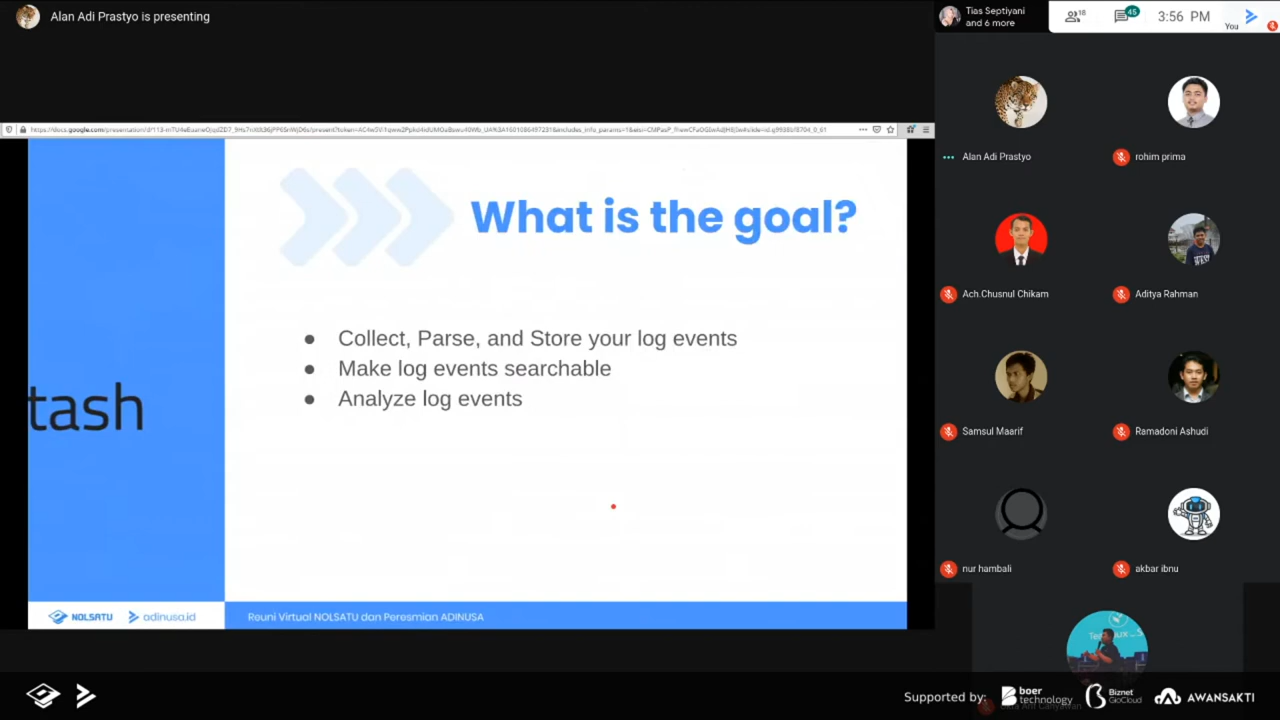 Alan Adi Prastyo is presenting
Tias Septiyani
and 6 more
18
45
3:56 PM
You
What is the goal?
● Collect, Parse, and Store your log events
● Make log events searchable
● Analyze log events
tash
NOLSATU
adinusa.id
Reuni Virtual NOLSATU dan Peresmian ADINUSA
Alan Adi Prastyo
rohim prima
Ach.Chusnul Chikam
Aditya Rahman
Samsul Maarif
Ramadoni Ashudi
nur hambali
akbar ibnu
Supported by:
boer
technology
Biznet
GioCloud
AWANSAKTI